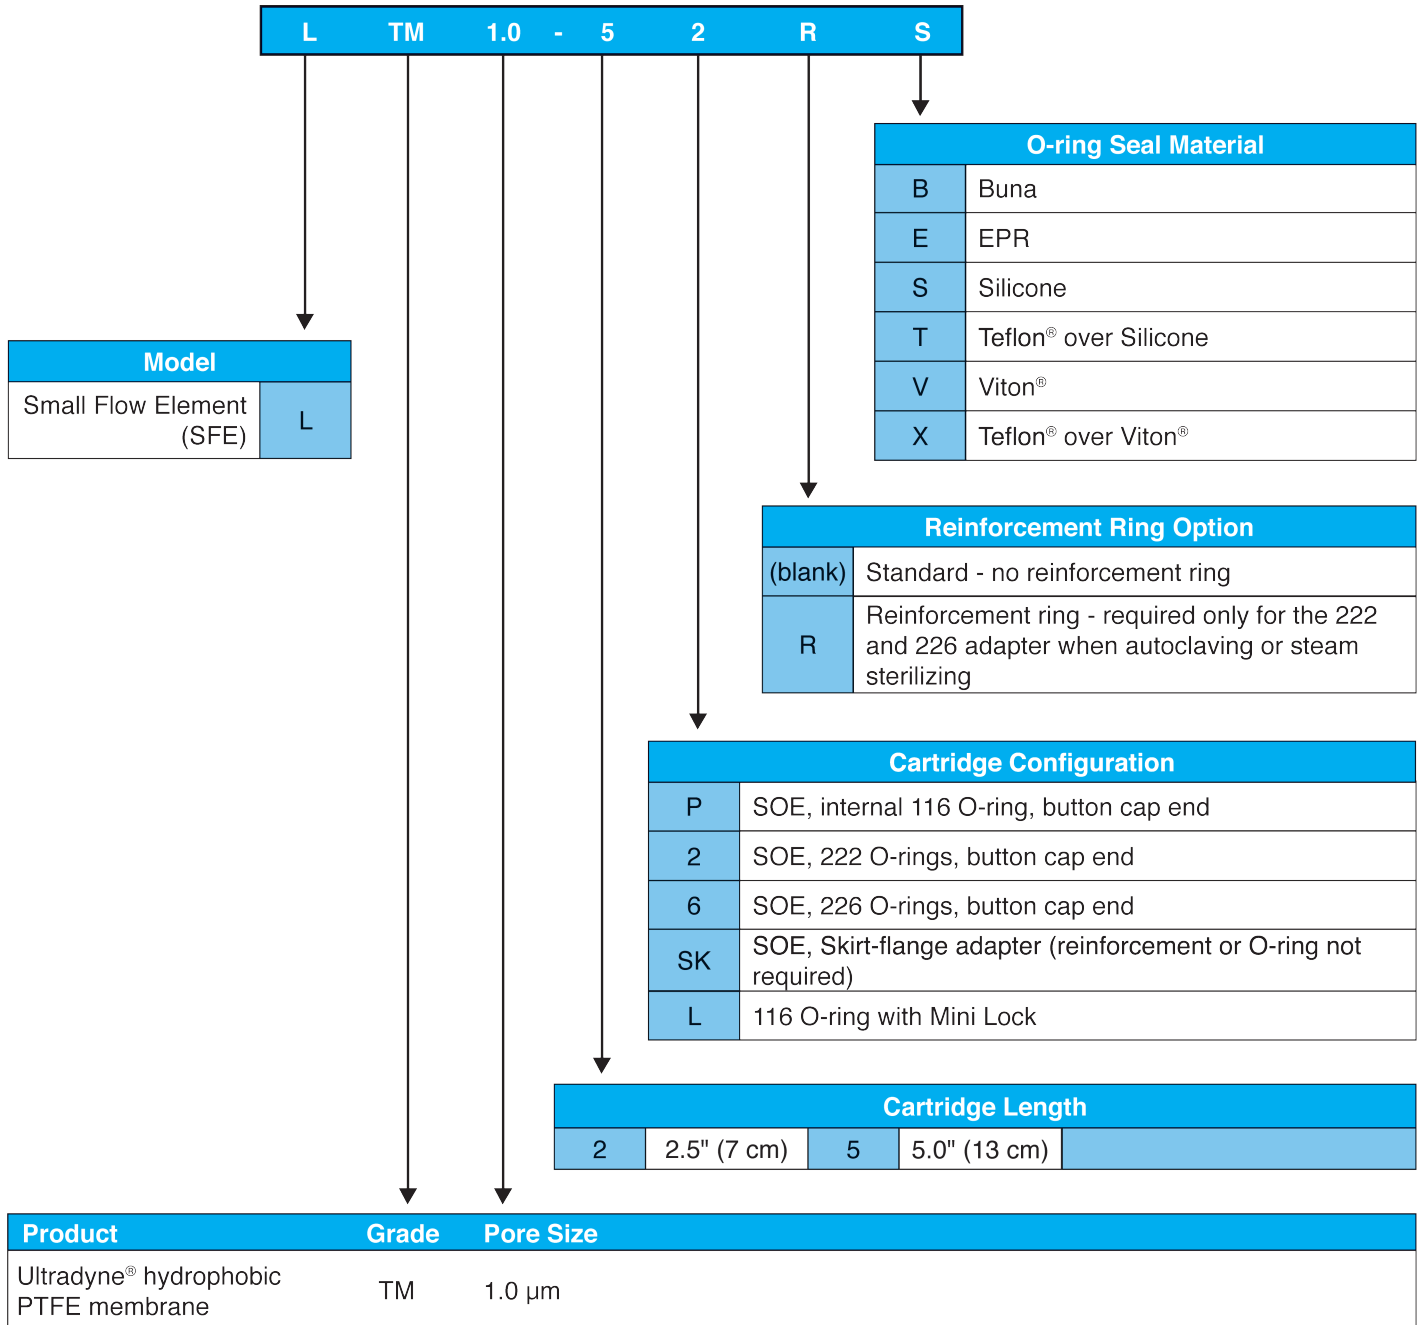 L TM 1.0 - 5 2 R S
O-ring Seal Material
B Buna
E EPR
S Silicone
T Teflon® over Silicone
V Viton®
X Teflon® over Viton®
Model
Small Flow Element
(SFE)
L
Reinforcement Ring Option
(blank) Standard - no reinforcement ring
R
Reinforcement ring - required only for the 222
and 226 adapter when autoclaving or steam
sterilizing
Cartridge Configuration
P SOE, internal 116 O-ring, button cap end
2 SOE, 222 O-rings, button cap end
6 SOE, 226 O-rings, button cap end
SK
SOE, Skirt-flange adapter (reinforcement or O-ring not
required)
L 116 O-ring with Mini Lock
Cartridge Length
2 2.5" (7 cm) 5 5.0" (13 cm)
Product Grade Pore Size
Ultradyne® hydrophobic
PTFE membrane
TM 1.0 µm